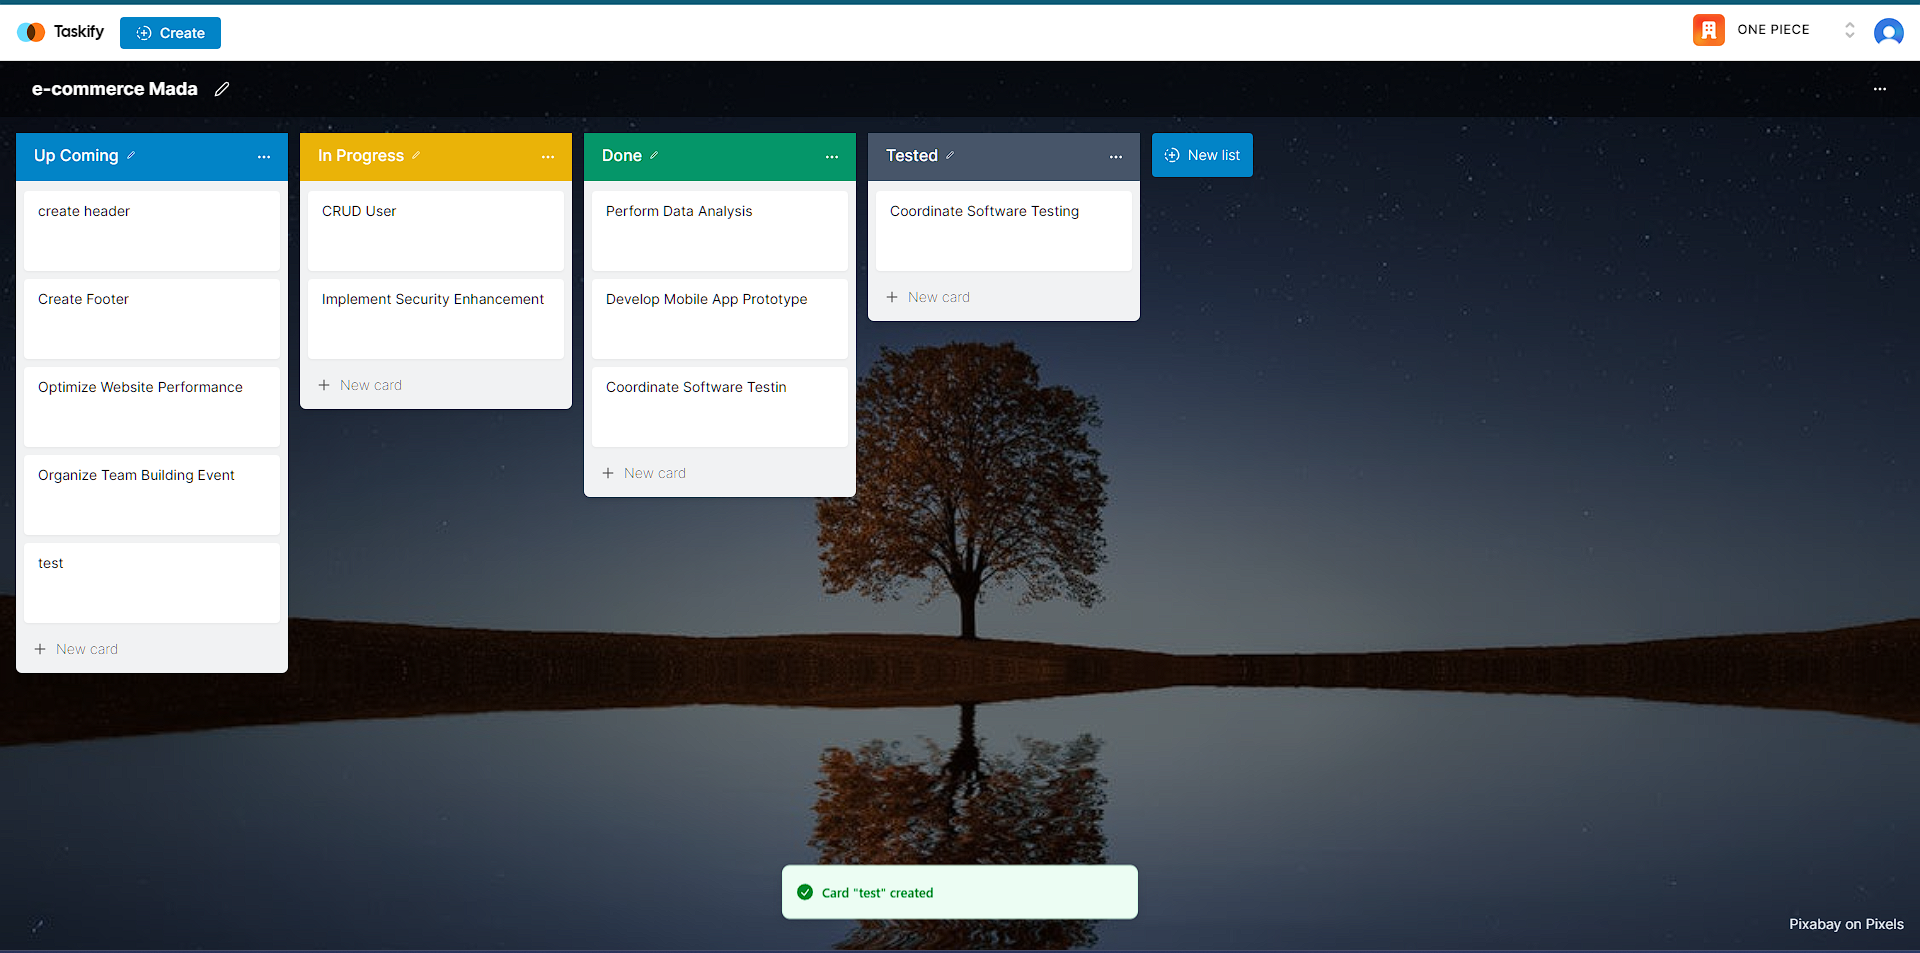 Taskify
Create
ONE PIECE
e-commerce Mada
Up Coming
create header
Create Footer
Optimize Website Performance
Organize Team Building Event
test
New card
In Progress
CRUD User
Implement Security Enhancement
New card
Done
Perform Data Analysis
Develop Mobile App Prototype
Coordinate Software Testin
New card
Tested
Coordinate Software Testing
New card
New list
Card "test" created
Pixabay on Pixels